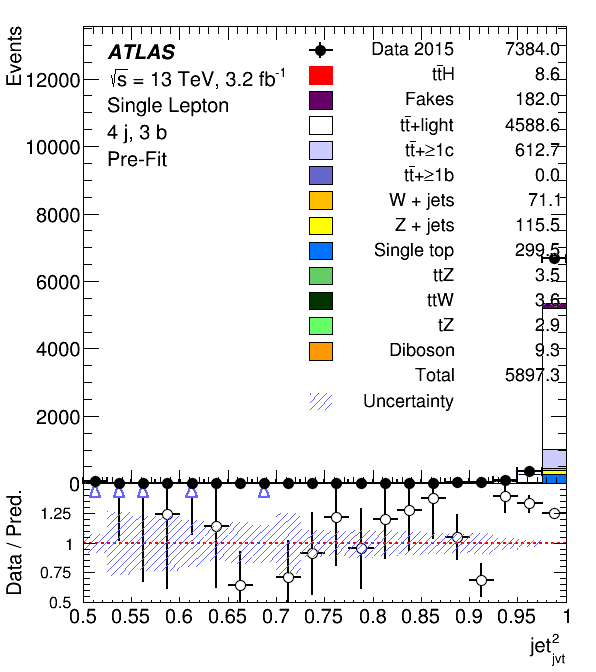 Events
12000
10000
8000
6000
4000
2000
0
ATLAS
√s = 13 TeV, 3.2 fb-1
Single Lepton
4 j, 3 b
Pre-Fit
Data 2015 7384.0
tt̄H 8.6
Fakes 182.0
tt̄+light 4588.6
tt̄+≥1c 612.7
tt̄+≥1b 0.0
W + jets 71.1
Z + jets 115.5
Single top 299.5
ttZ 3.5
ttW 3.6
tZ 2.9
Diboson 9.3
Total 5897.3
Uncertainty
Data / Pred.
1.25
1
0.75
0.5
0.5 0.55 0.6 0.65 0.7 0.75 0.8 0.85 0.9 0.95 1
jet2jvt